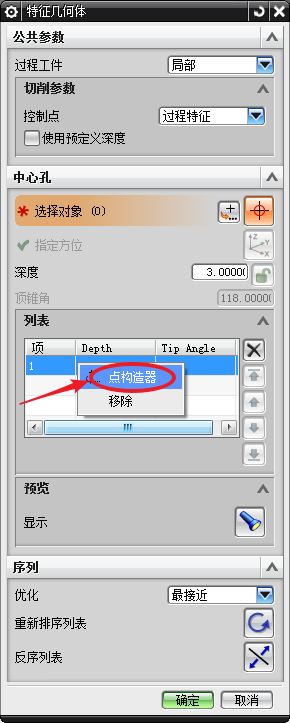 特征几何体
公共参数
过程工件 局部
切削参数
控制点 过程特征
使用预定义深度
中心孔
* 选择对象 (0)
指定方位
深度 3.0000
顶锥角 118.0000
列表
项 Depth Tip Angle
1
点构造器
移除
预览
显示
序列
优化 最接近
重新排序列表
反序列表
确定 取消